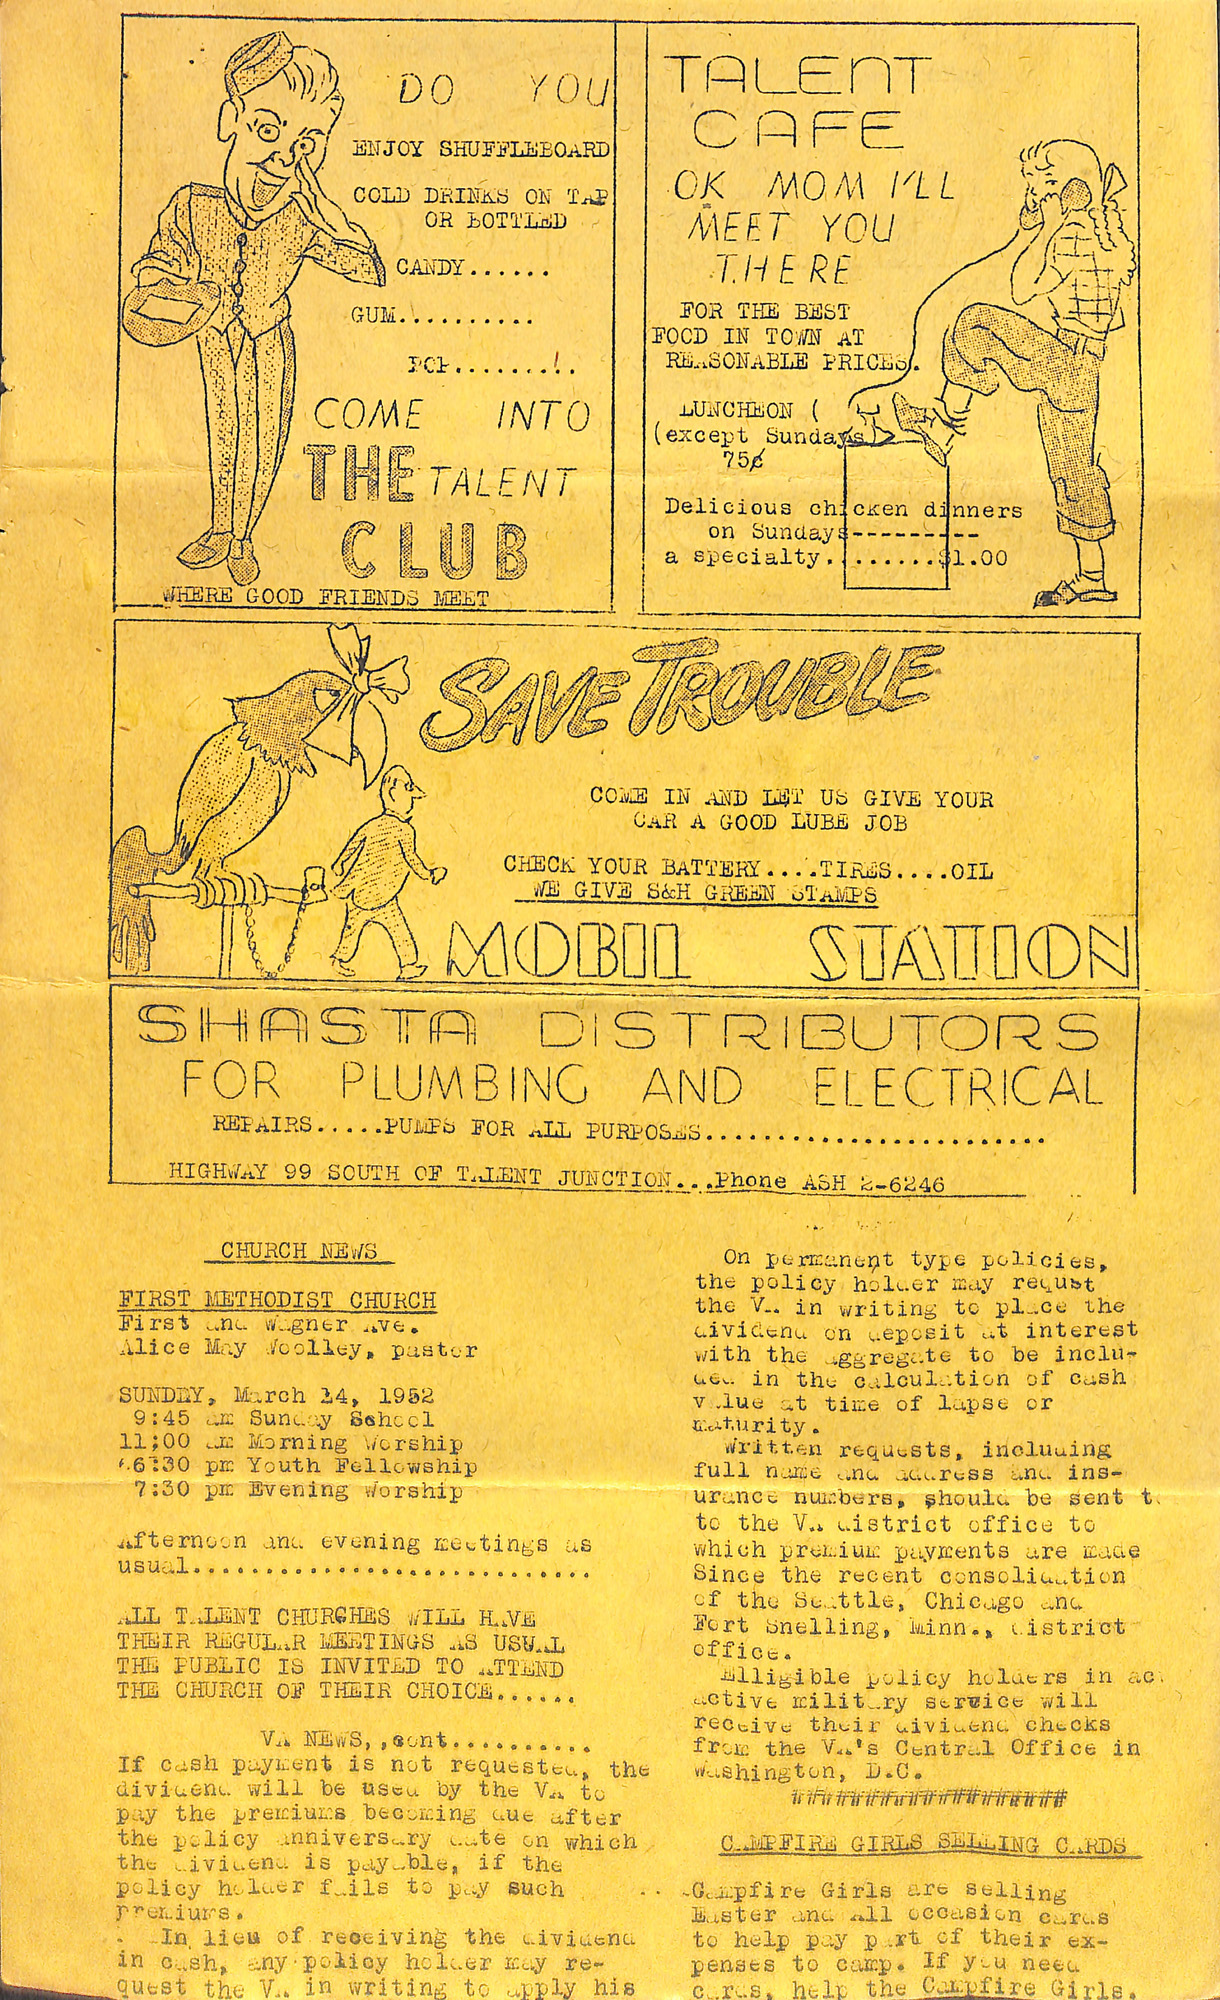 DO YOU
ENJOY SHUFFLEBOARD
COLD DRINKS ON TAP
OR BOTTLED
CANDY......
GUM..........
POP.........
COME INTO
THE TALENT
CLUB
WHERE GOOD FRIENDS MEET
TALENT
CAFE
OK MOM I'LL
MEET YOU
THERE
FOR THE BEST
FOOD IN TOWN AT
REASONABLE PRICES.
LUNCHEON (
(except Sundays)
75¢
Delicious chicken dinners
on Sundays---------
a specialty.........$1.00
SAVE TROUBLE
COME IN AND LET US GIVE YOUR
CAR A GOOD LUBE JOB
CHECK YOUR BATTERY....TIRES....OIL
WE GIVE S&H GREEN STAMPS
MOBIL STATION
SHASTA DISTRIBUTORS
FOR PLUMBING AND ELECTRICAL
REPAIRS.....PUMPS FOR ALL PURPOSES........................
HIGHWAY 99 SOUTH OF TALENT JUNCTION...Phone ASH 2-6246
CHURCH NEWS
FIRST METHODIST CHURCH
First and Wagner Ave.
Alice May Woolley, pastor
SUNDEY, March 14, 1952
9:45 am Sunday School
11:00 am Morning Worship
6:30 pm Youth Fellowship
7:30 pm Evening Worship
Afternoon and evening meetings as
usual............................
ALL TALENT CHURCHES WILL HAVE
THEIR REGULAR MEETINGS AS USUAL
THE PUBLIC IS INVITED TO ATTEND
THE CHURCH OF THEIR CHOICE......
VA NEWS,,cont..........
If cash payment is not requested, the
dividend will be used by the VA to
pay the premiums becoming due after
the policy anniversary date on which
the dividend is payable, if the
policy holder fails to pay such
premiums.
In lieu of receiving the dividend
in cash, any policy holder may re-
quest the VA in writing to apply his
On permanent type policies,
the policy holder may requst
the VA in writing to place the
dividend on deposit at interest
with the aggregate to be inclu-
ded in the calculation of cash
value at time of lapse or
maturity.
Written requests, including
full name and address and ins-
urance numbers, should be sent t
to the VA district office to
which premium payments are made
Since the recent consolidation
of the Seattle, Chicago and
Fort Snelling, Minn., district
office.
Elligible policy holders in ac
active military service will
receive their dividend checks
from the VA's Central Office in
Washington, D.C.
###################
CAMPFIRE GIRLS SELLING CARDS
Campfire Girls are selling
Easter and All occasion cards
to help pay part of their ex-
penses to camp. If you need
cards, help the Campfire Girls.